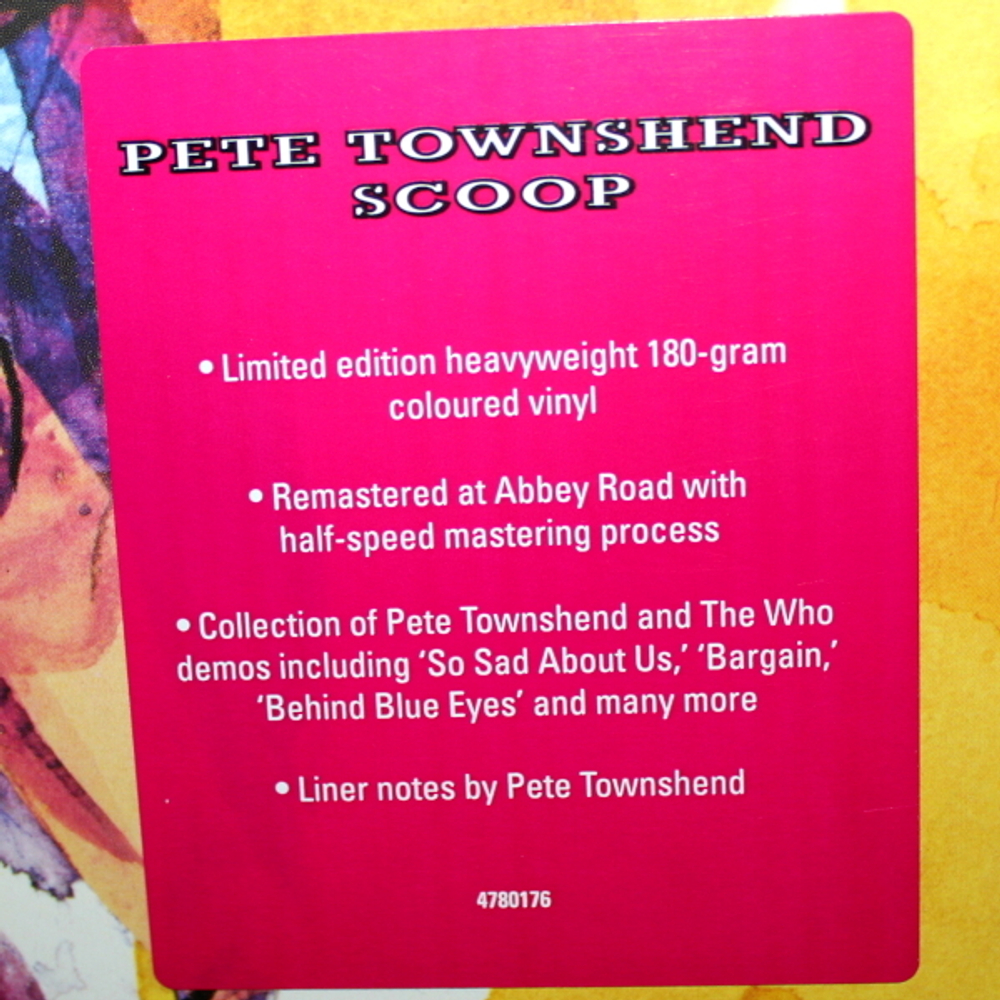 PETE TOWNSHEND
SCOOP
• Limited edition heavyweight 180-gram
coloured vinyl
• Remastered at Abbey Road with
half-speed mastering process
• Collection of Pete Townshend and The Who
demos including ‘So Sad About Us,’ ‘Bargain,’
‘Behind Blue Eyes’ and many more
• Liner notes by Pete Townshend
4780176